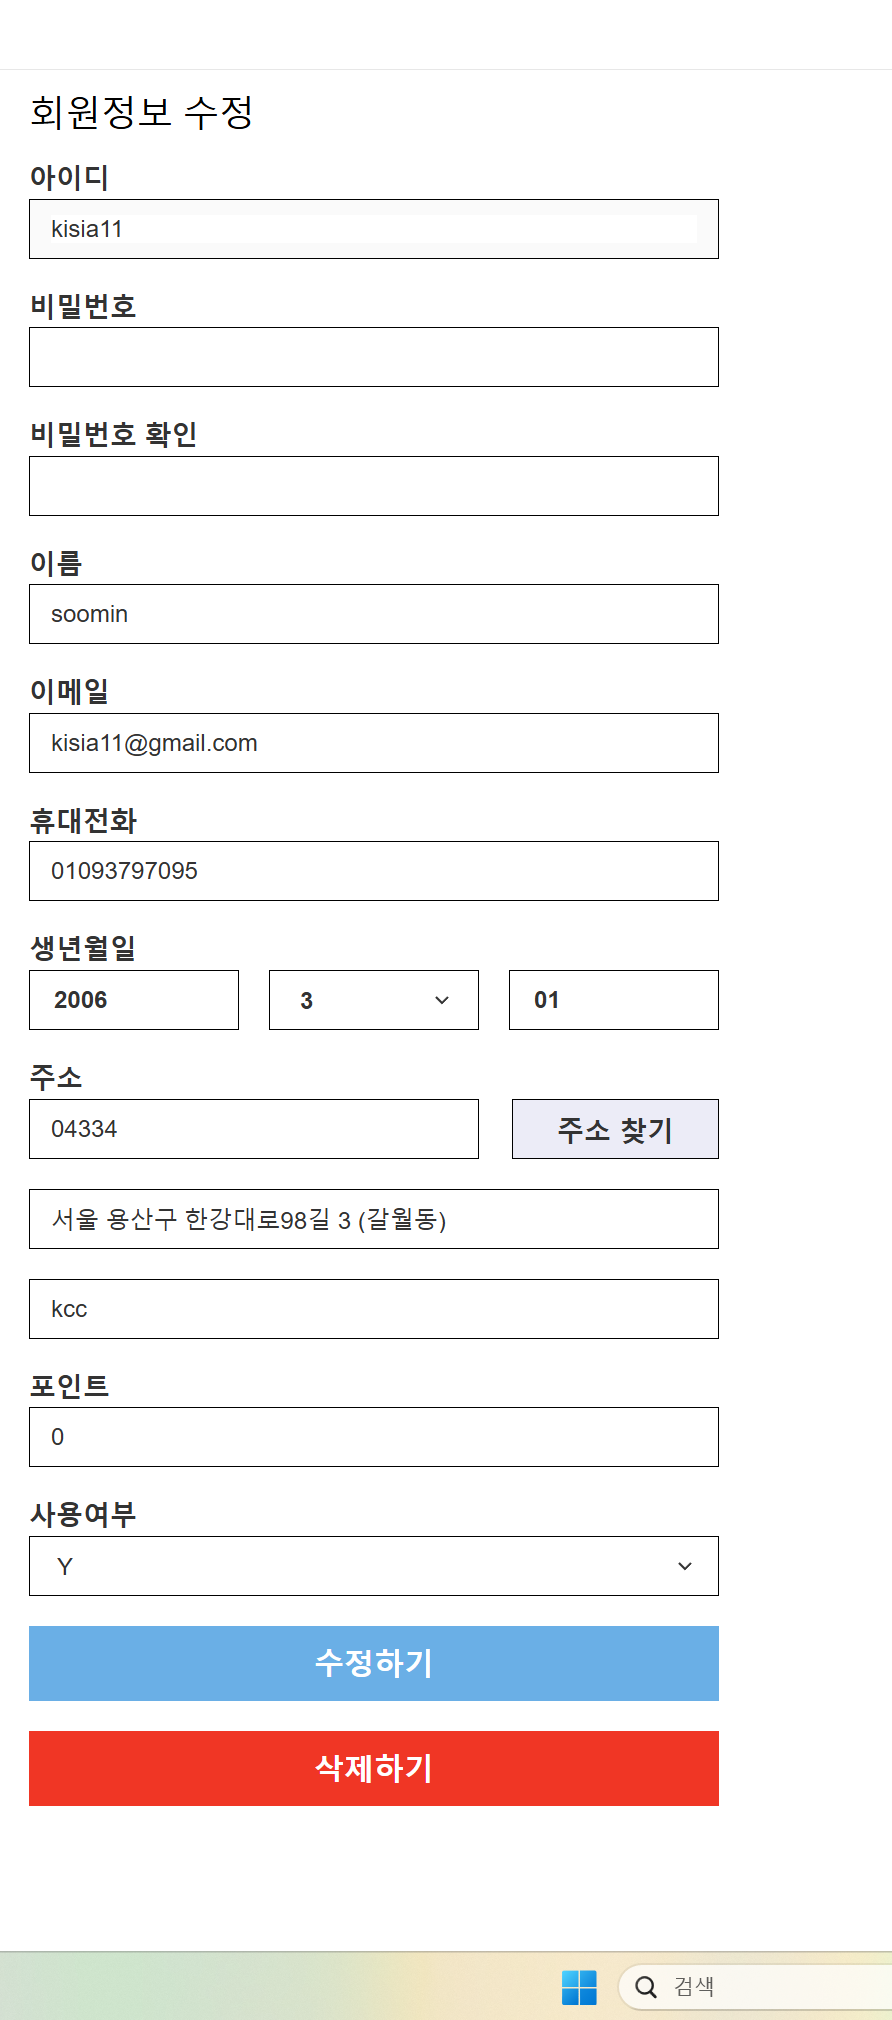 회원정보 수정
아이디
kisia11
비밀번호
비밀번호 확인
이름
soomin
이메일
kisia11@gmail.com
휴대전화
01093797095
생년월일
2006 3 01
주소
04334 주소 찾기
서울 용산구 한강대로98길 3 (갈월동)
kcc
포인트
0
사용여부
Y
수정하기
삭제하기
검색